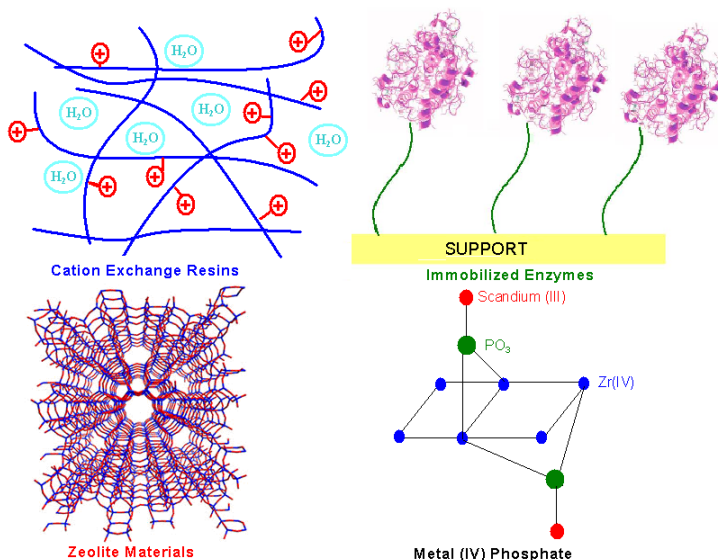 H₂O
H₂O
H₂O
H₂O
H₂O
H₂O
SUPPORT
Cation Exchange Resins
Immobilized Enzymes
Scandium (III)
PO₃
Zr(IV)
Zeolite Materials
Metal (IV) Phosphate